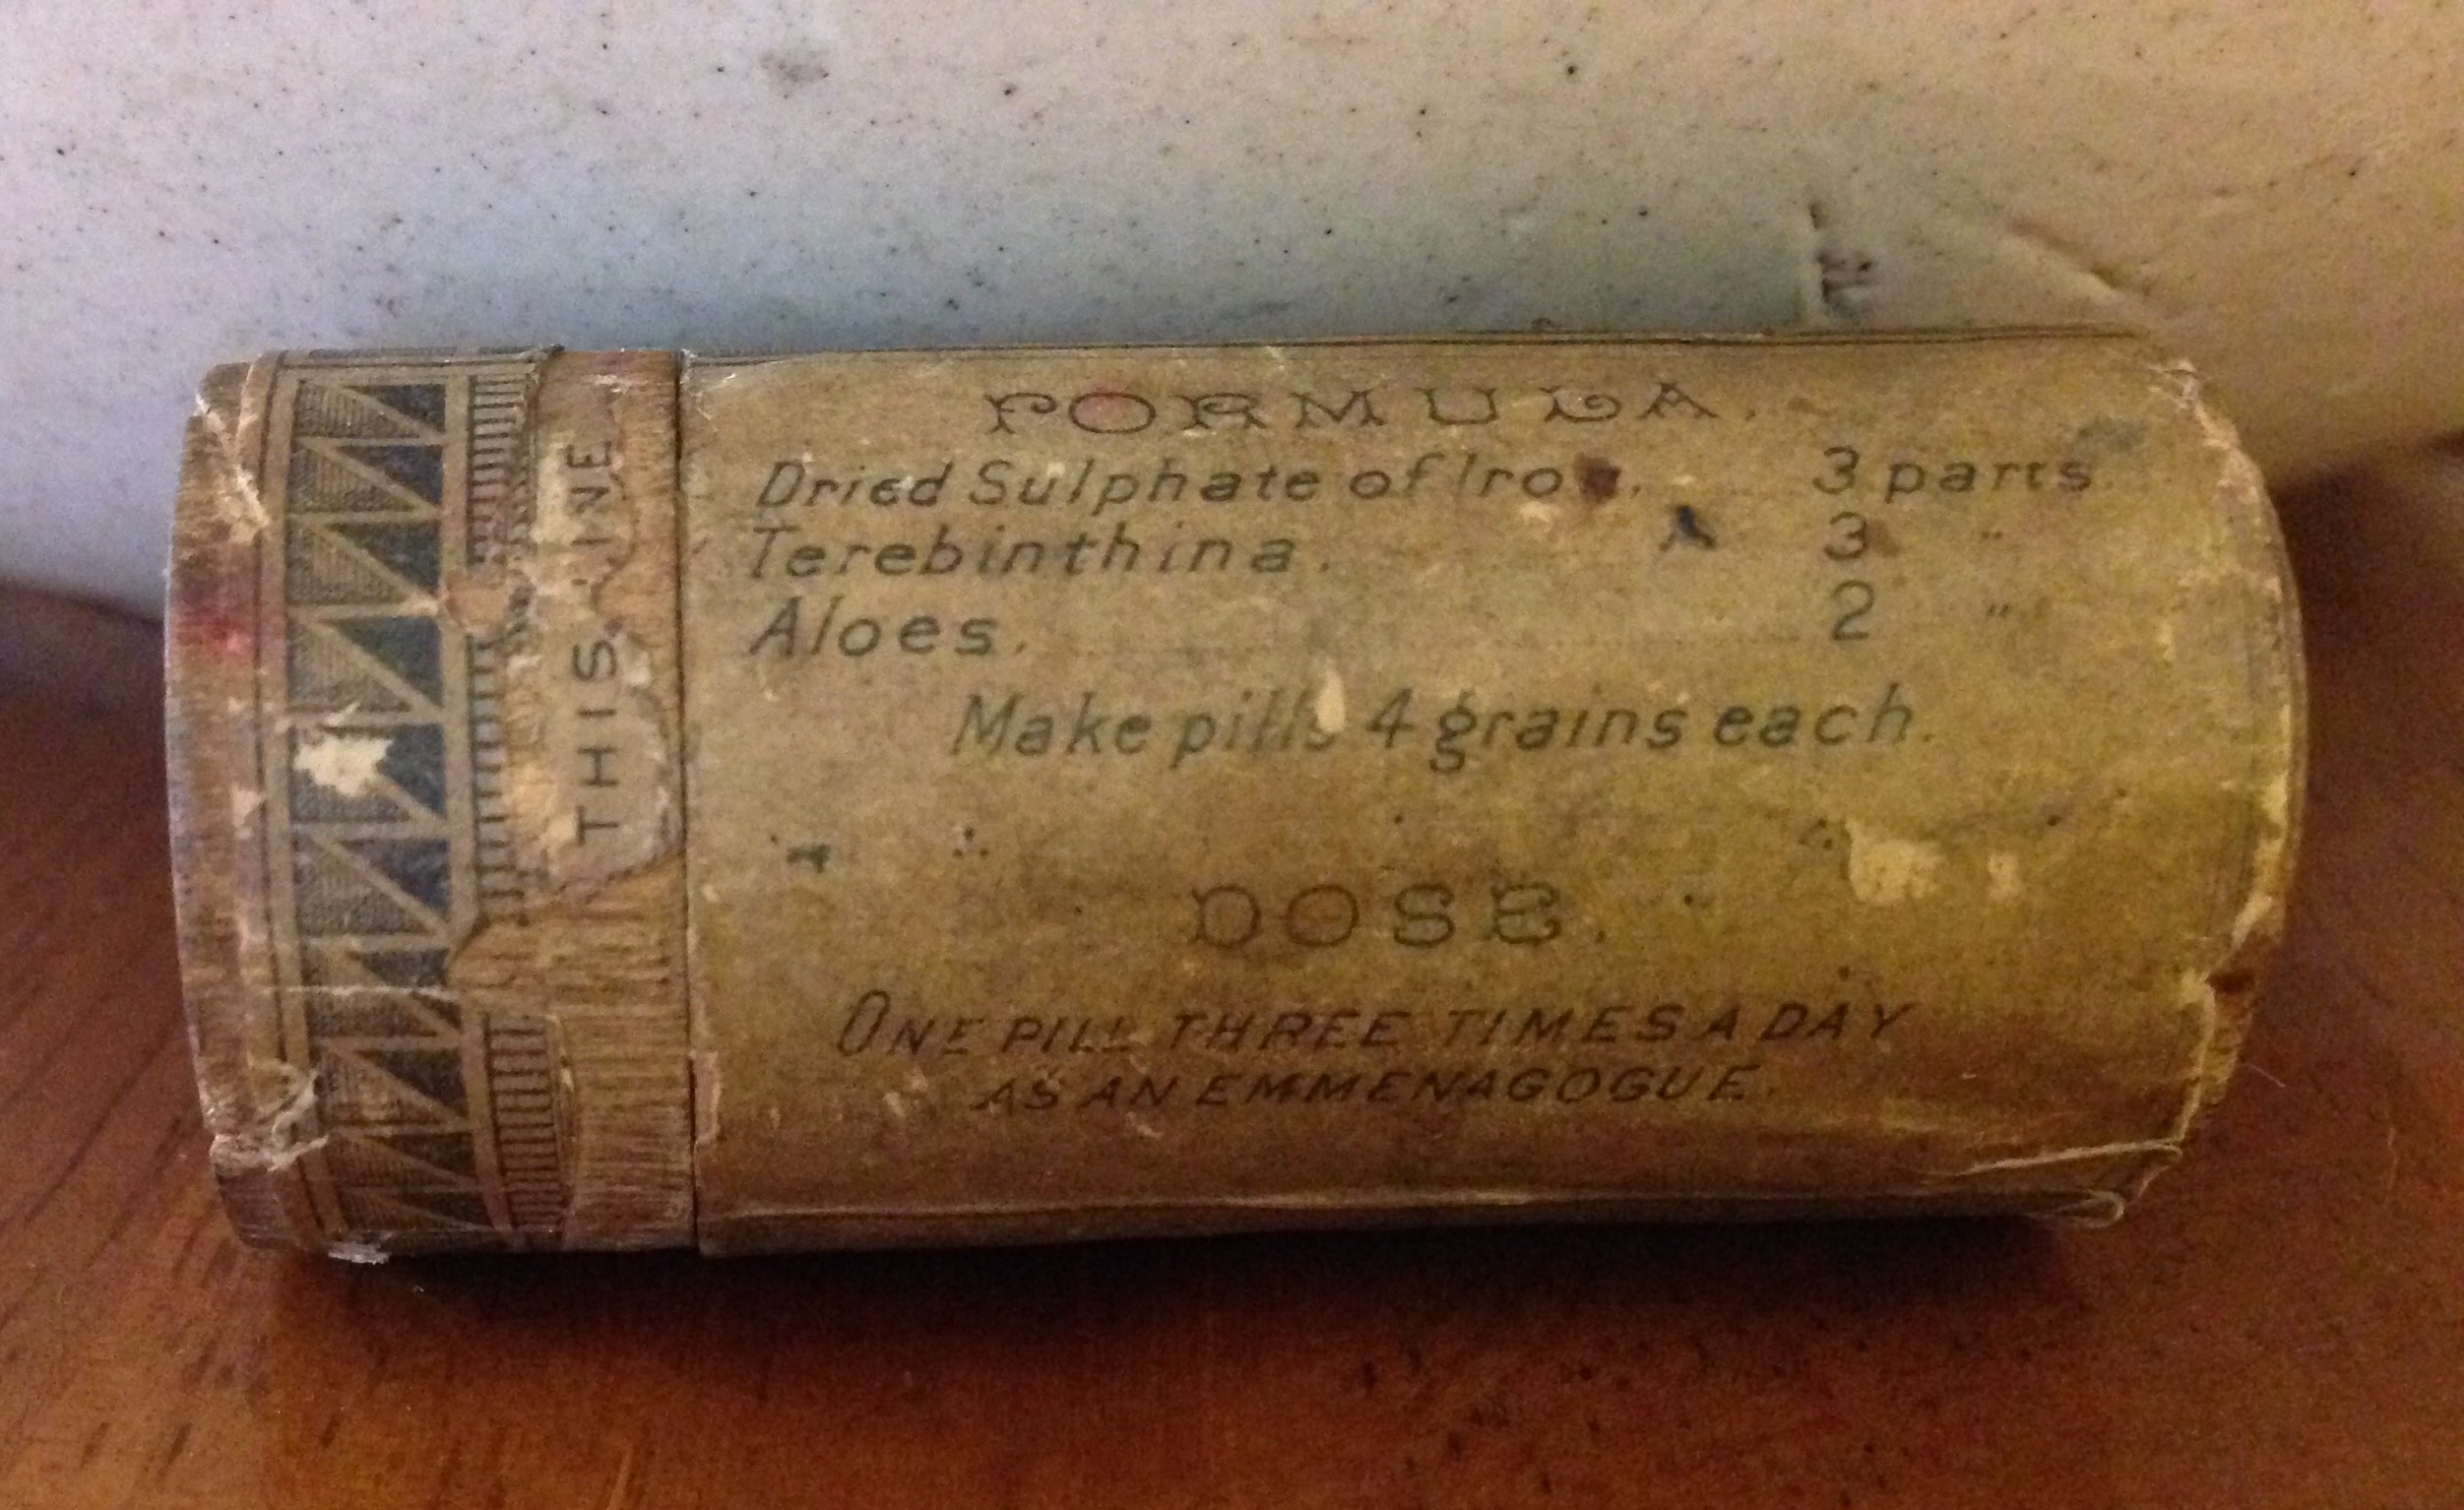 FORMULA.
Dried Sulphate of Iron. 3 parts
Terebinthina. 3 "
Aloes. 2 "
Make pills 4 grains each.
DOSE.
ONE PILL THREE TIMES A DAY
AS AN EMMENAGOGUE.
THIS LINE